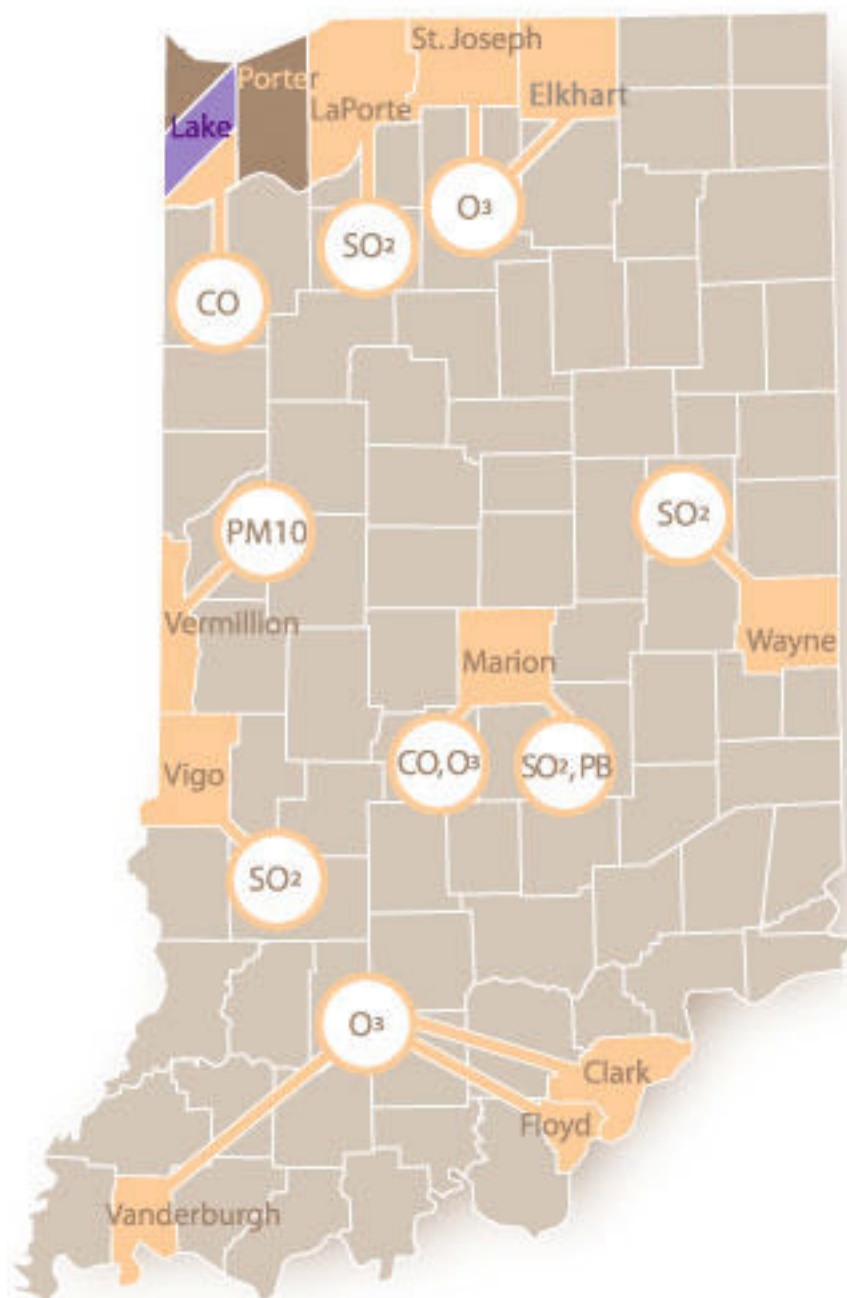 St. Joseph
Porter
LaPorte
Elkhart
Lake
O³
SO²
CO
PM10
SO²
Vermillion
Marion
Wayne
CO, O³
SO², PB
Vigo
SO²
O³
Clark
Floyd
Vanderburgh